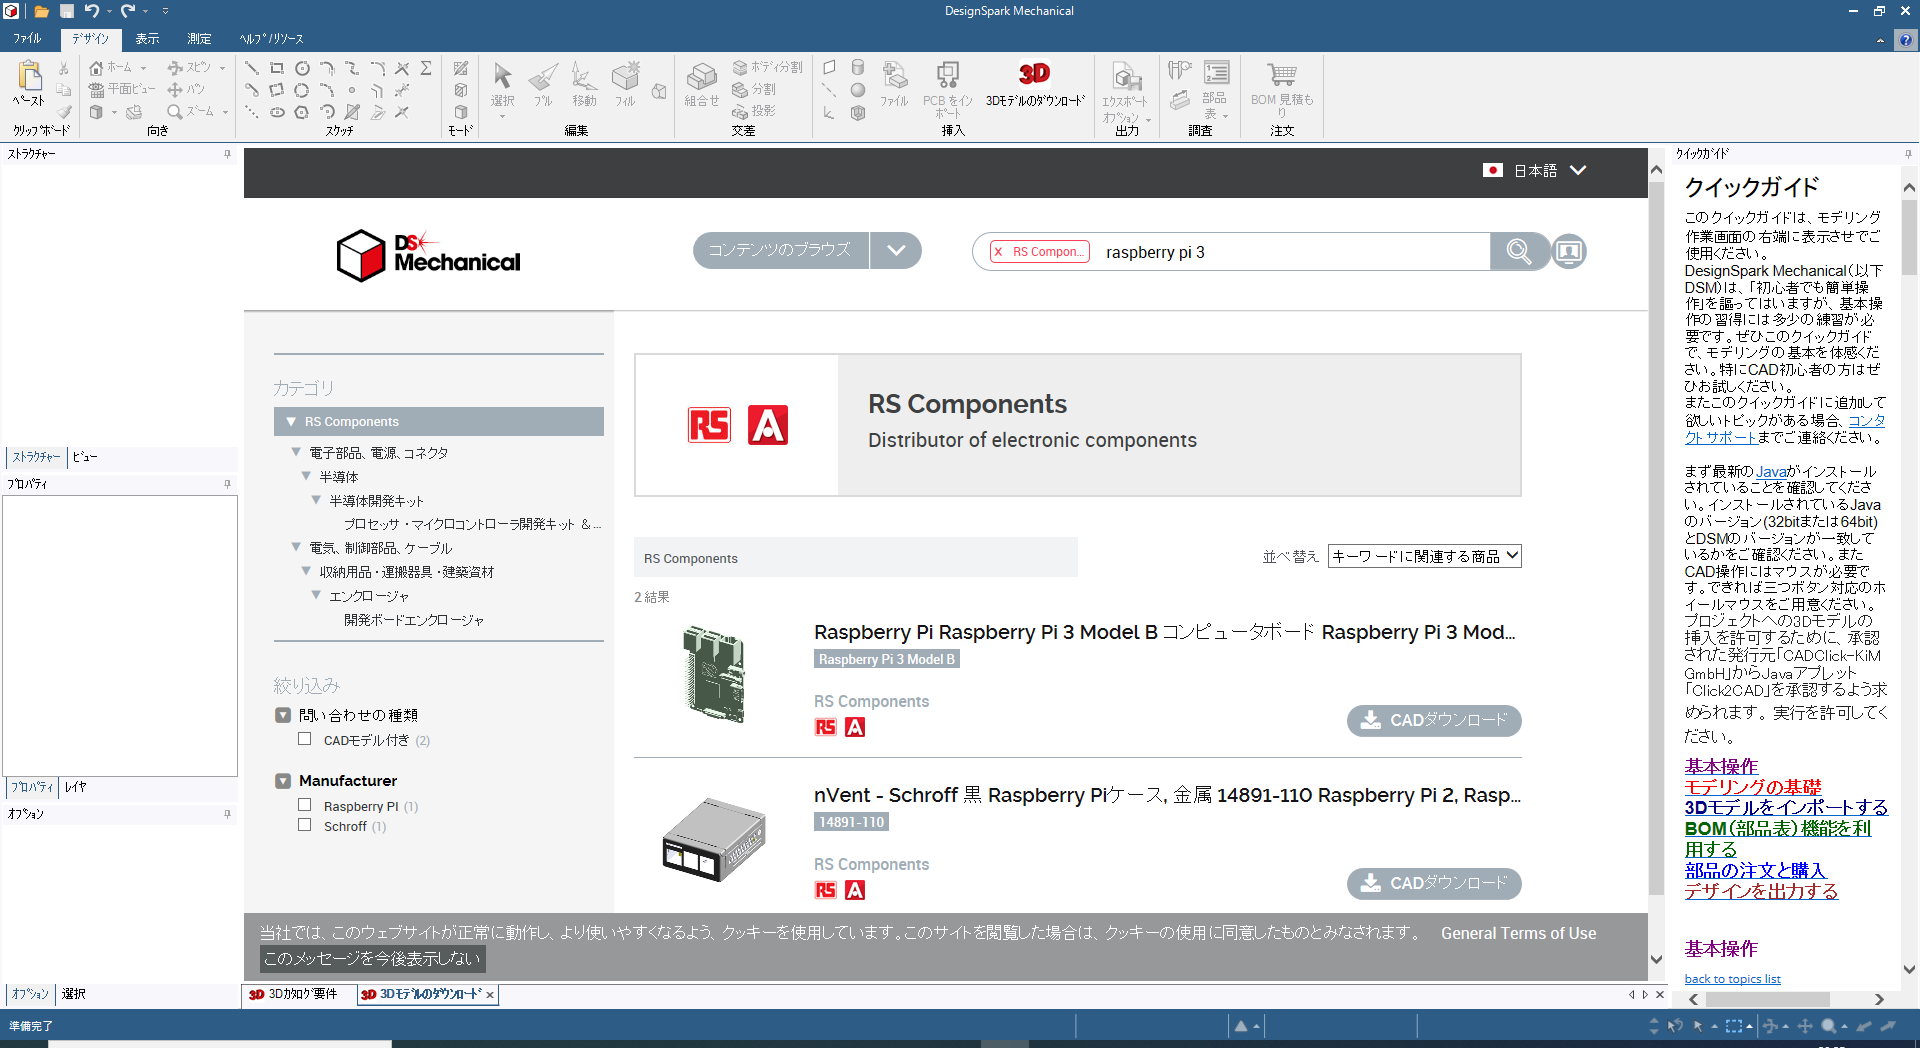 DesignSpark Mechanical
ファイル デザイン 表示 測定 ヘルプ/リソース
ペースト
クリップボード
ホーム
平面ビュー
スピン
パン
ズーム
向き
スケッチ
モード
選択 プル 移動 フィル
編集
組合せ
ボディ分割
分割
投影
交差
ファイル
PCB をインポート
3Dモデルのダウンロード
挿入
エクスポート
オプション
出力
部品表
調査
BOM 見積もり
注文
ストラクチャー
ストラクチャー ビュー
プロパティ
プロパティ レイヤ
オプション
オプション 選択
日本語
DS
Mechanical
コンテンツのブラウズ
x RS Compon...
raspberry pi 3
カテゴリ
RS Components
電子部品、電源、コネクタ
半導体
半導体開発キット
プロセッサ・マイクロコントローラ開発キット &...
電気、制御部品、ケーブル
収納用品・運搬器具・建築資材
エンクロージャ
開発ボードエンクロージャ
絞り込み
問い合わせの種類
CADモデル付き (2)
Manufacturer
Raspberry PI (1)
Schroff (1)
RS A
RS Components
Distributor of electronic components
RS Components
並べ替え キーワードに関連する商品
2 結果
Raspberry Pi Raspberry Pi 3 Model B コンピュータボード Raspberry Pi 3 Mod...
Raspberry Pi 3 Model B
RS Components
RS A
CADダウンロード
nVent - Schroff 黒 Raspberry Piケース, 金属 14891-110 Raspberry Pi 2, Rasp...
14891-110
RS Components
RS A
CADダウンロード
当社では、このウェブサイトが正常に動作し、より使いやすくなるよう、クッキーを使用しています。このサイトを閲覧した場合は、クッキーの使用に同意したものとみなされます。 General Terms of Use
このメッセージを今後表示しない
3D 3Dカタログ要件
3D 3Dモデルのダウンロード
クイックガイド
クイックガイド
このクイックガイドは、モデリング
作業画面の右端に表示させてご
使用ください。
DesignSpark Mechanical（以下
DSM）は、「初心者でも簡単操
作」を謳ってはいますが、基本操
作の習得には多少の練習が必
要です。ぜひこのクイックガイド
で、モデリングの基本を体感くだ
さい。特にCAD初心者の方はぜ
ひお試しください。
またこのクイックガイドに追加して
欲しいトピックがある場合、コンタ
クトサポートまでご連絡ください。
まず最新のJavaがインストール
されていることを確認してくださ
い。インストールされているJava
のバージョン(32bitまたは64bit)
とDSMのバージョンが一致して
いるかをご確認ください。また
CAD操作にはマウスが必要で
す。できれば三つボタン対応のホ
イールマウスをご用意ください。
プロジェクトへの3Dモデルの
挿入を許可するために、承認
された発行元「CADClick-KiM
GmbH」からJavaアプレット
「Click2CAD」を承認するよう求
められます。実行を許可してく
ださい。
基本操作
モデリングの基礎
3Dモデルをインポートする
BOM（部品表）機能を利
用する
部品の注文と購入
デザインを出力する
基本操作
back to topics list
準備完了